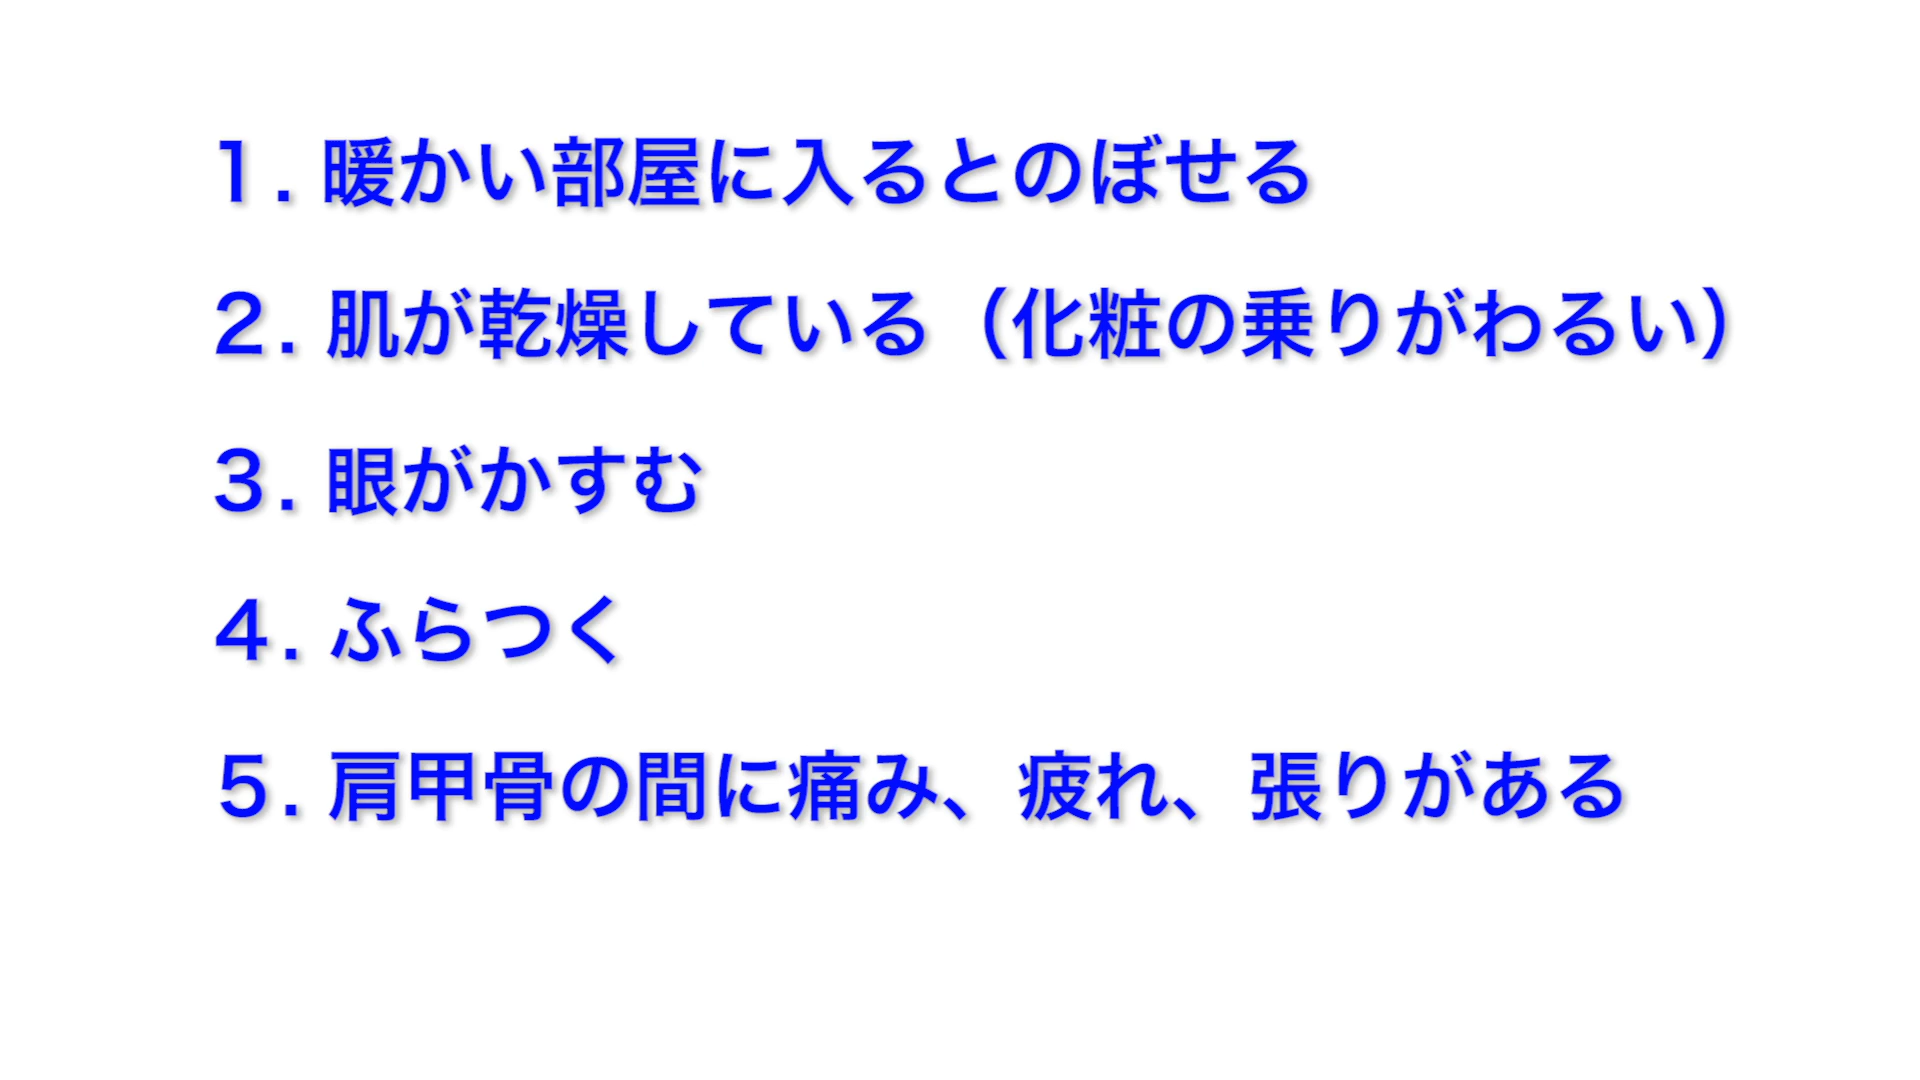 １. 暖かい部屋に入るとのぼせる
２. 肌が乾燥している（化粧の乗りがわるい）
３. 眼がかすむ
４. ふらつく
５. 肩甲骨の間に痛み、疲れ、張りがある